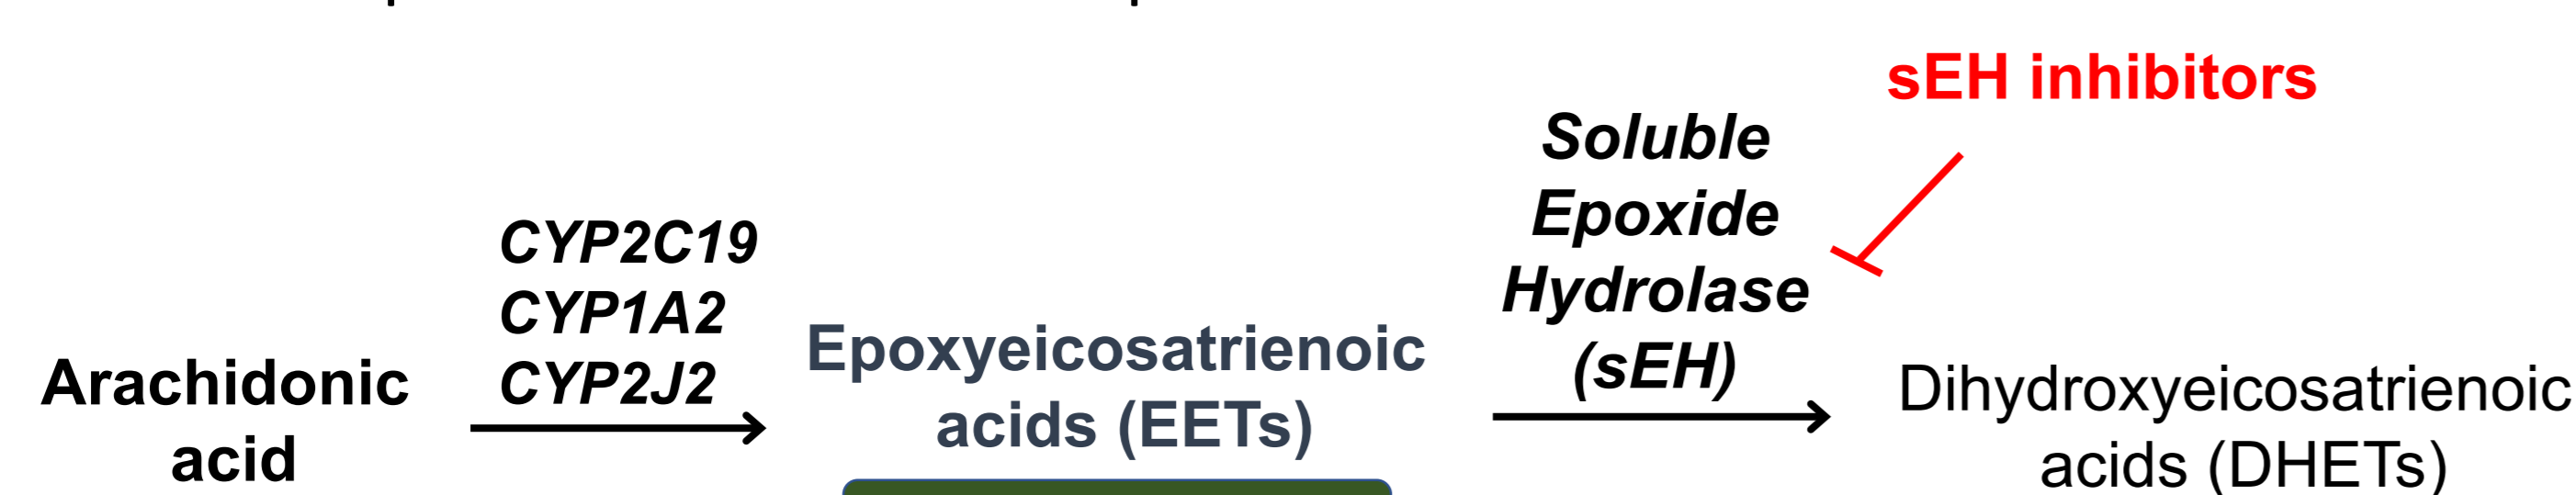 sEH inhibitors
Soluble
Epoxide
Hydrolase
(sEH)
CYP2C19
CYP1A2
CYP2J2
Arachidonic
acid
Epoxyeicosatrienoic
acids (EETs)
Dihydroxyeicosatrienoic
acids (DHETs)